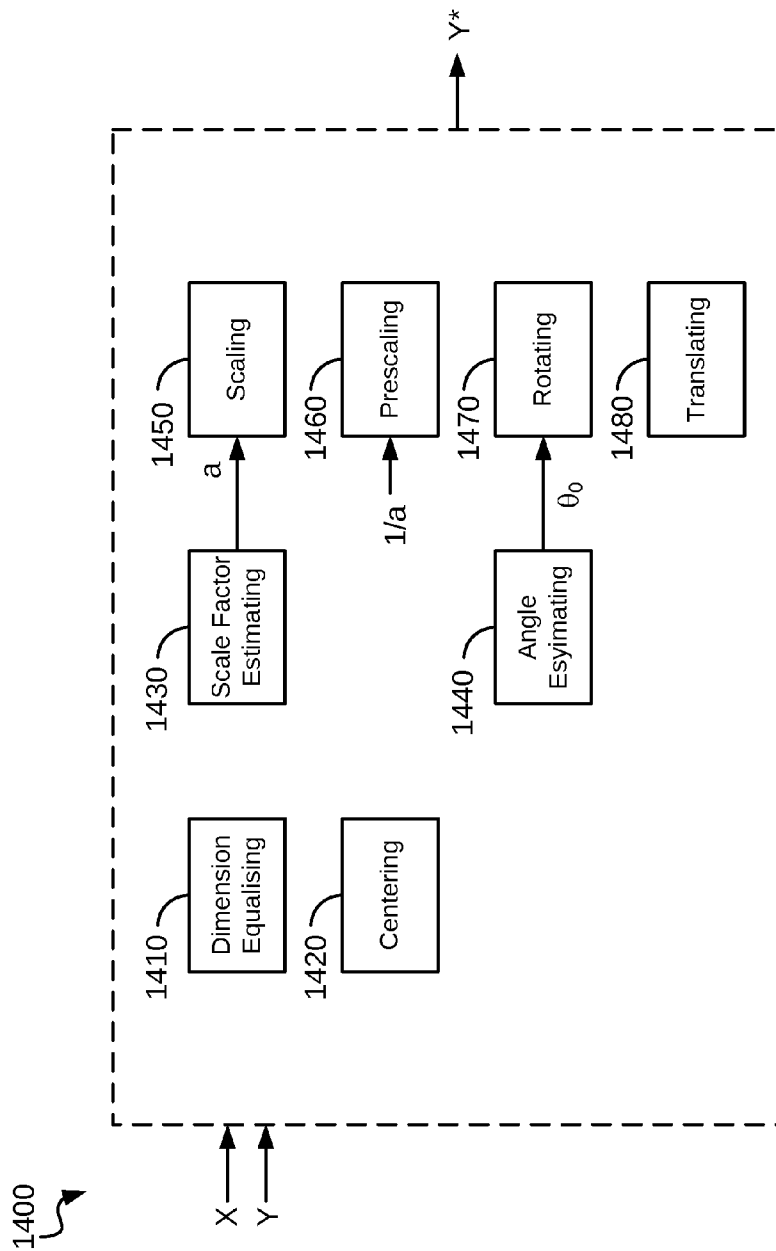 1400
X
Y
1410
Dimension
Equalising
1420
Centering
1430
Scale Factor
Estimating
a
1/a
1440
Angle
Esyimating
θ₀
1450
Scaling
1460
Prescaling
1470
Rotating
1480
Translating
Y*